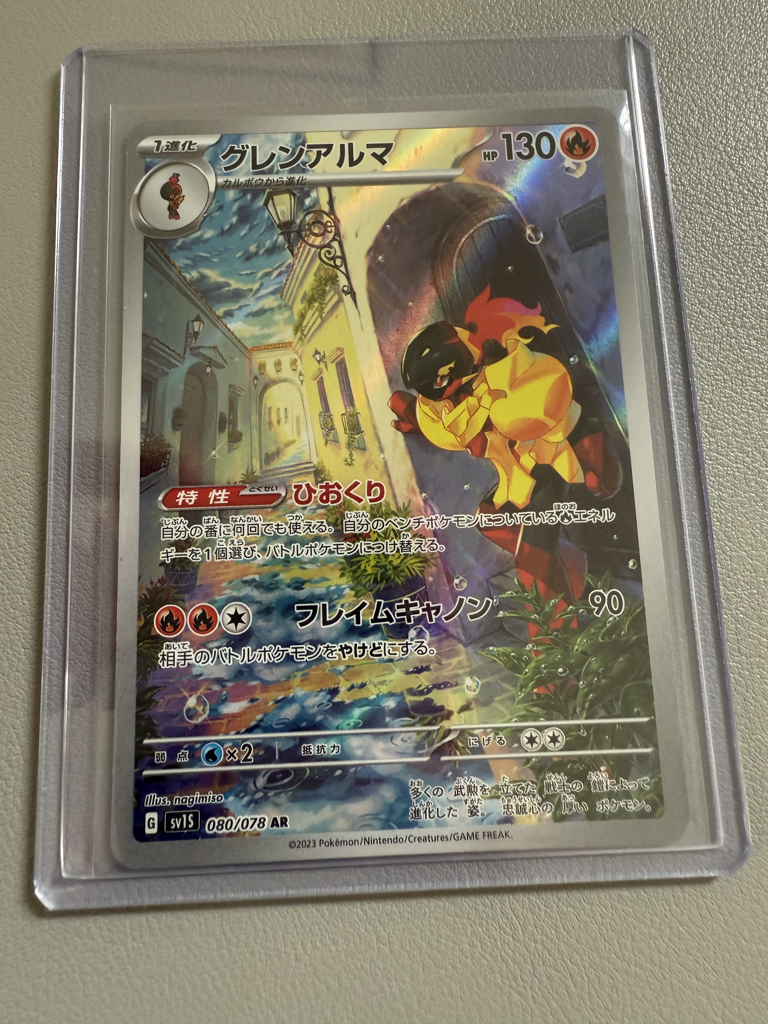 1進化
グレンアルマ
HP 130
カルボウから進化
特性 とくせい ひおくり
自分の番に何回でも使える。自分のベンチポケモンについているエネル
ギーを1個選び、バトルポケモンにつけ替える。
フレイムキャノン 90
相手のバトルポケモンをやけどにする。
弱点 ×2 抵抗力 にげる
Illus. nagimiso
多くの 武勲を 立てた 戦士の 鎧によって
進化した 姿。 忠誠心の 厚い ポケモン。
G SV1S 080/078 AR
©2023 Pokémon/Nintendo/Creatures/GAME FREAK.